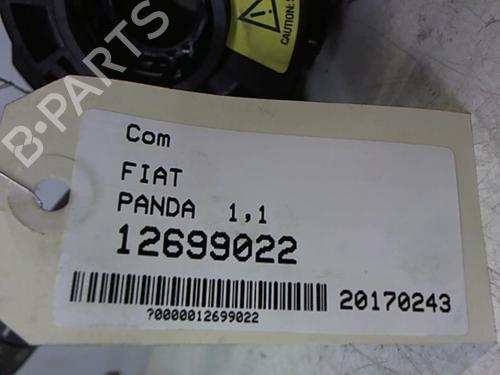 CAUTION: S
B-PARTS
Com
FIAT
PANDA 1,1
12699022
20170243
?0000012699022